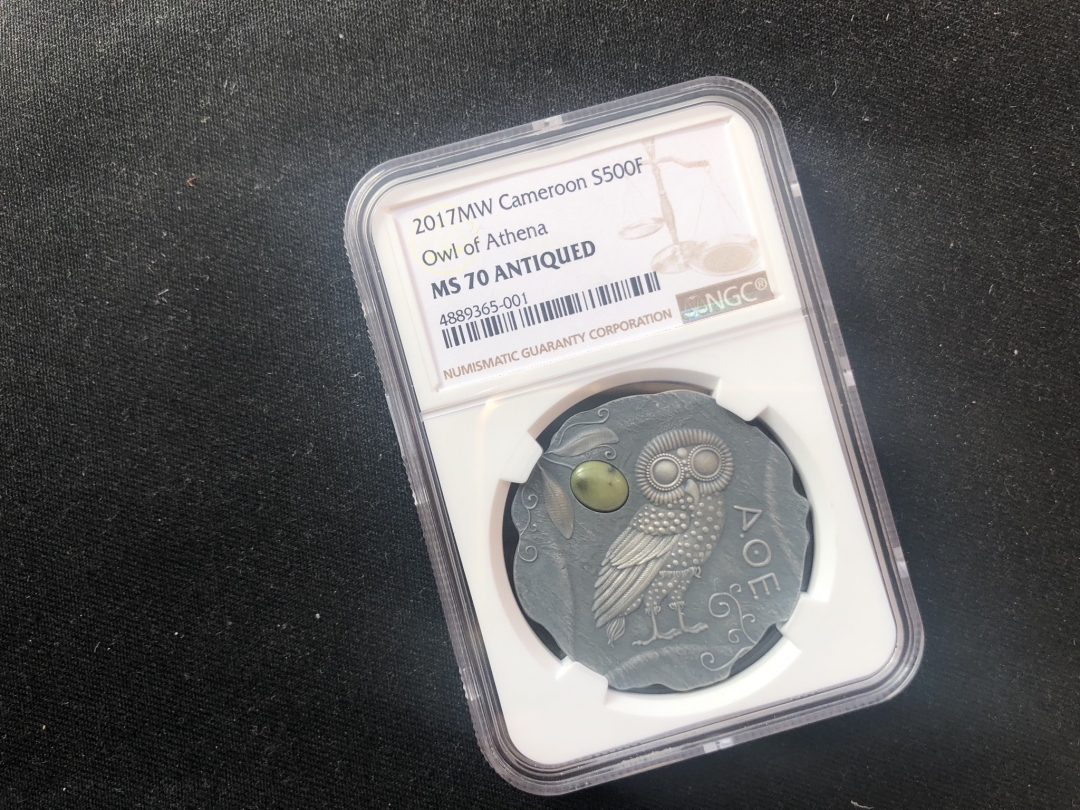 2017MW Cameroon S500F
Owl of Athena
MS 70 ANTIQUED
4889365-001
NGC®
NUMISMATIC GUARANTY CORPORATION
ΑΘΕ